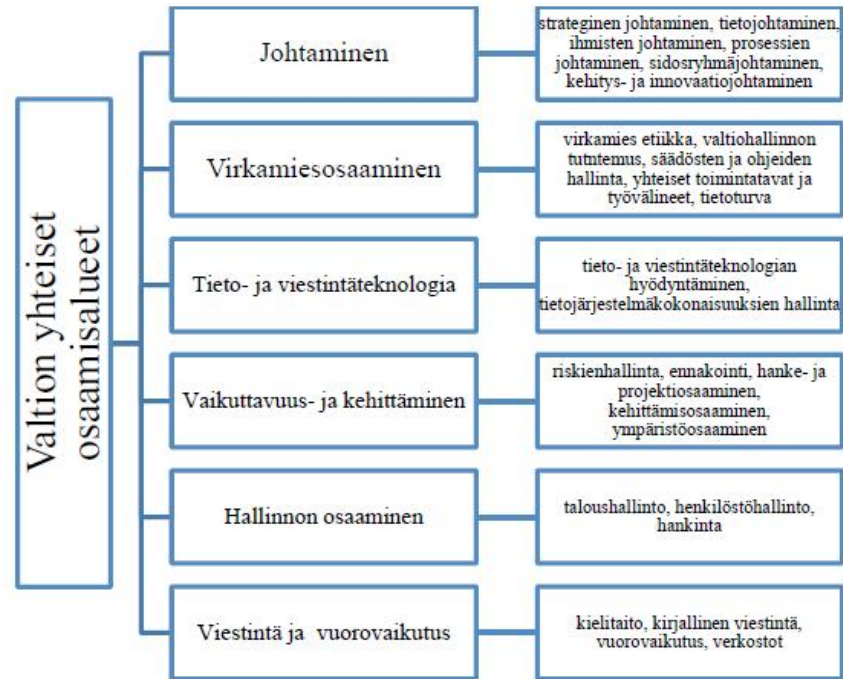 Valtion yhteiset
osaamisalueet
Johtaminen
strateginen johtaminen, tietojohtaminen,
ihmisten johtaminen, prosessien
johtaminen, sidosryhmäjohtaminen,
kehitys- ja innovaatiojohtaminen
Virkamiesosaaminen
virkamies etiikka, valtiohallinnon
tutntemus, säädösten ja ohjeiden
hallinta, yhteiset toimintatavat ja
työvälineet, tietoturva
Tieto- ja viestintäteknologia
tieto- ja viestintäteknologian
hyödyntäminen,
tietojärjestelmäkokonaisuuksien hallinta
Vaikuttavuus- ja kehittäminen
riskienhallinta, ennakointi, hanke- ja
projektiosaaminen,
kehittämisosaaminen,
ympäristöosaaminen
Hallinnon osaaminen
taloushallinto, henkilöstöhallinto,
hankinta
Viestintä ja vuorovaikutus
kielitaito, kirjallinen viestintä,
vuorovaikutus, verkostot